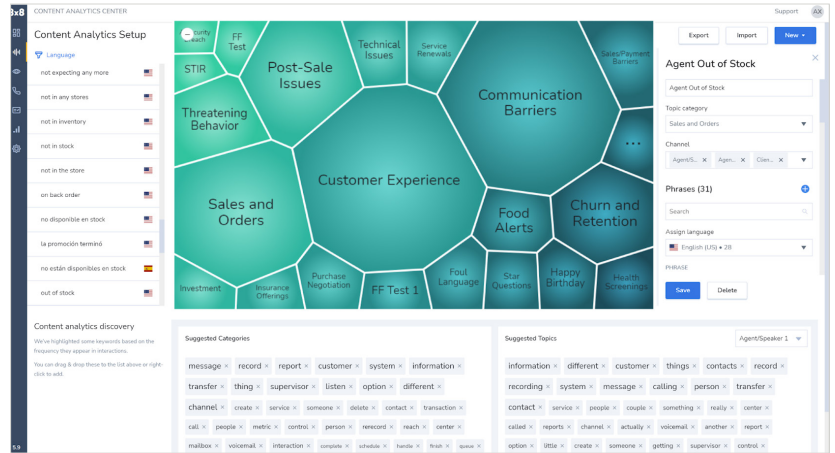 8x8
CONTENT ANALYTICS CENTER
Support
AX
Content Analytics Setup
Language
not expecting any more
not in any stores
not in inventory
not in stock
not in the store
on back order
no disponible en stock
la promoción terminó
no están disponibles en stock
out of stock
Content analytics discovery
We've highlighted some keywords based on the
frequency they appear in interactions.
You can drag & drop these to the list above or right-
click to add.
5.9
FF
Test
STIR
Post-Sale
Issues
Technical
Issues
Service
Renewals
Sales/Payment
Barriers
Threatening
Behavior
Communication
Barriers
...
Customer Experience
Sales and
Orders
Food
Alerts
Churn and
Retention
Investment
Insurance
Offerings
Purchase
Negotiation
FF Test 1
Foul
Language
Star
Questions
Happy
Birthday
Health
Screenings
Export
Import
New
Agent Out of Stock
Agent Out of Stock
Topic category
Sales and Orders
Channel
Agent/S... ×
Agen... ×
Clien... ×
Phrases (31)
Search
Assign language
English (US) • 28
PHRASE
Save
Delete
Suggested Categories
message × record × report × customer × system × information ×
transfer × thing × supervisor × listen × option × different ×
channel × create × service × someone × delete × contact × transaction ×
call × people × metric × control × person × rerecord × reach × center ×
mailbox × voicemail × interaction × complete × schedule × handle × finish × queue ×
Suggested Topics
Agent/Speaker 1
information × different × customer × things × contacts × record ×
recording × system × message × calling × person × transfer ×
contact × service × people × couple × something × really × center ×
called × reports × channel × actually × voicemail × another × report ×
option × little × create × someone × getting × supervisor × control ×